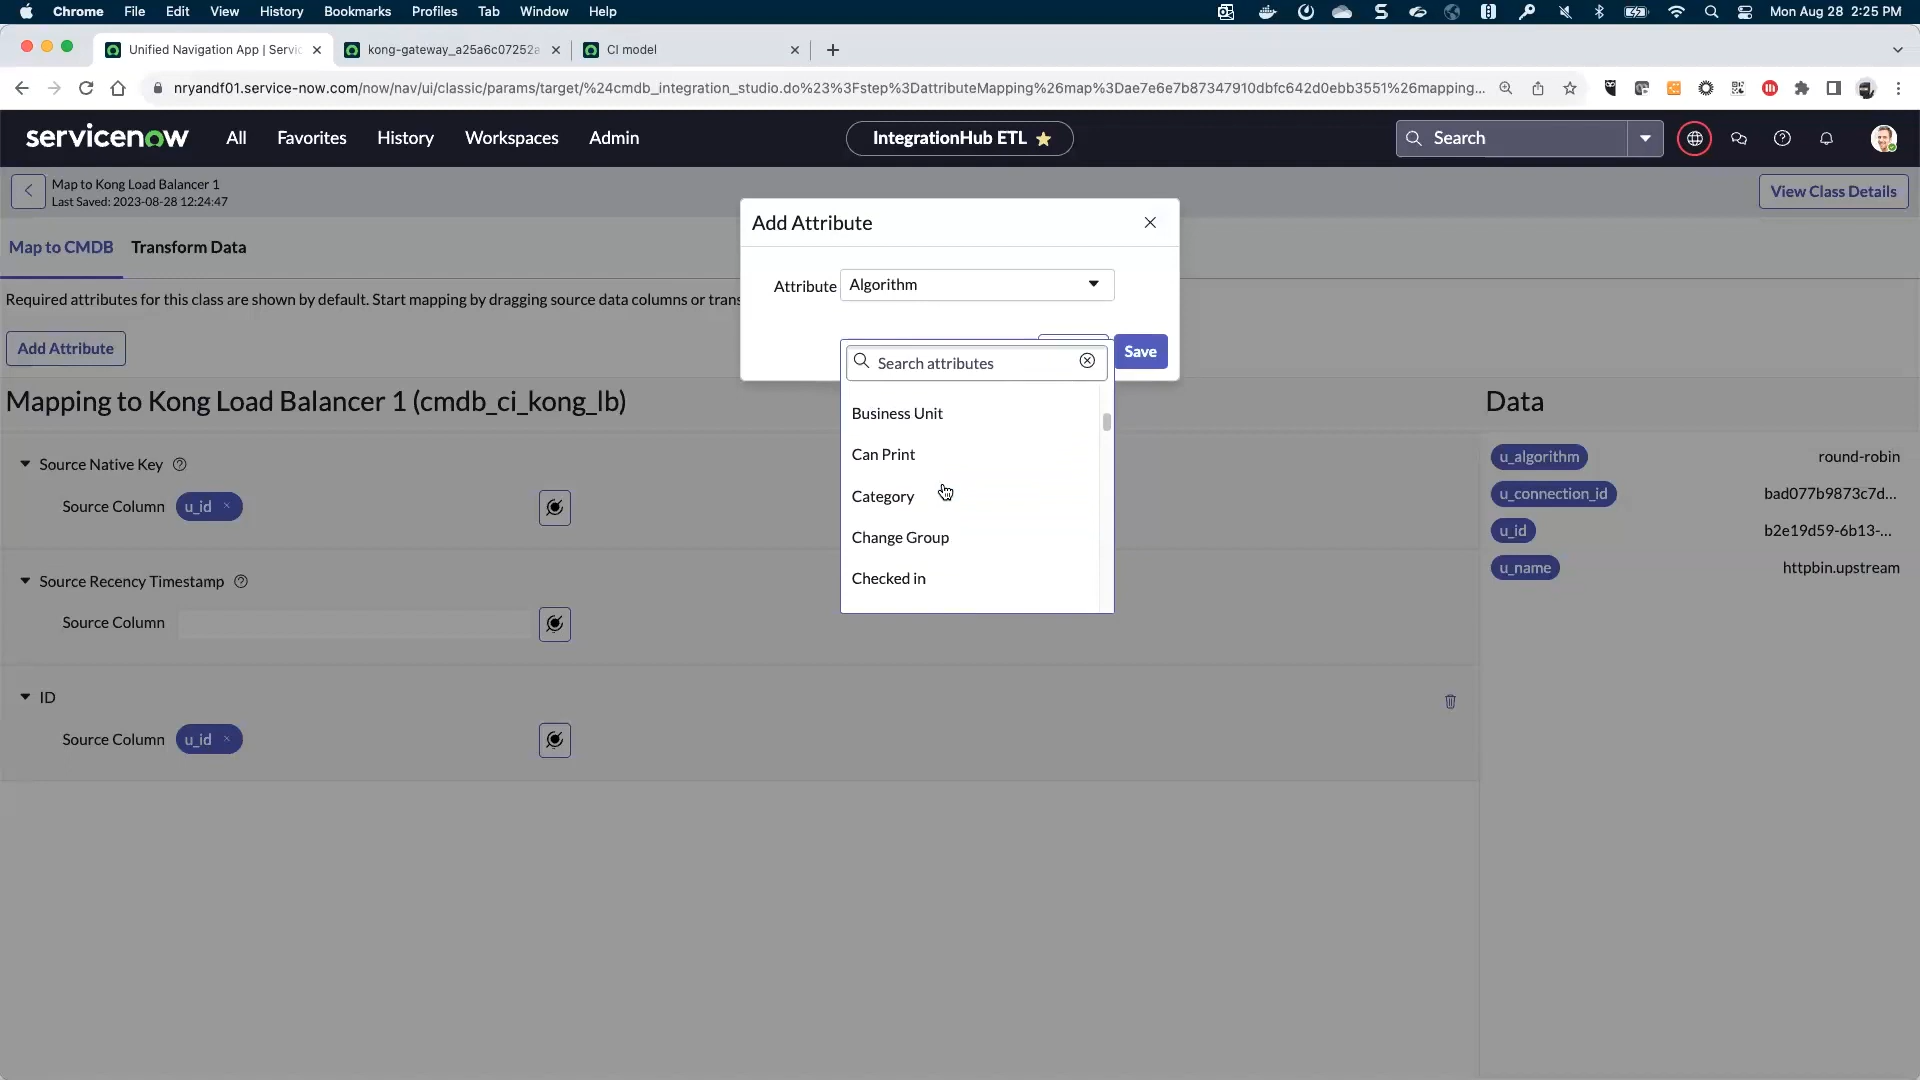 Chrome File Edit View History Bookmarks Profiles Tab Window Help
Mon Aug 28 2:25 PM
Unified Navigation App | Servic
kong-gateway_a25a6c07252a
CI model
nryandf01.service-now.com/now/nav/ui/classic/params/target/%24cmdb_integration_studio.do%23%3Fstep%3DattributeMapping%26map%3Dae7e6e7b87347910dbfc642d0ebb3551%26mapping...
servicenow All Favorites History Workspaces Admin
IntegrationHub ETL
Search
Map to Kong Load Balancer 1
Last Saved: 2023-08-28 12:24:47
View Class Details
Map to CMDB Transform Data
Required attributes for this class are shown by default. Start mapping by dragging source data columns or tran
Add Attribute
Mapping to Kong Load Balancer 1 (cmdb_ci_kong_lb)
Source Native Key
Source Column u_id
Source Recency Timestamp
Source Column
ID
Source Column u_id
Add Attribute
Attribute Algorithm
Save
Search attributes
Business Unit
Can Print
Category
Change Group
Checked in
Data
u_algorithm round-robin
u_connection_id bad077b9873c7d...
u_id b2e19d59-6b13-...
u_name httpbin.upstream